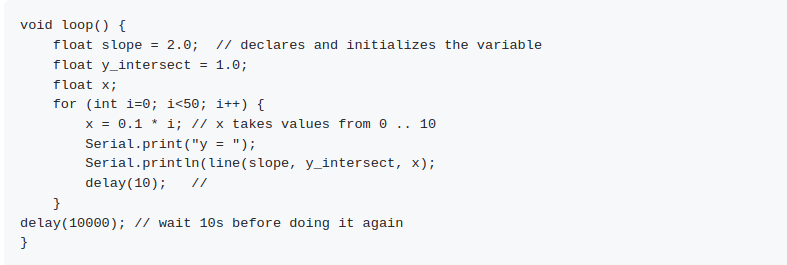 void loop() {
    float slope = 2.0;  // declares and initializes the variable
    float y_intersect = 1.0;
    float x;
    for (int i=0; i<50; i++) {
        x = 0.1 * i; // x takes values from 0 .. 10
        Serial.print("y = ");
        Serial.println(line(slope, y_intersect, x);
        delay(10);   //
    }
delay(10000); // wait 10s before doing it again
}